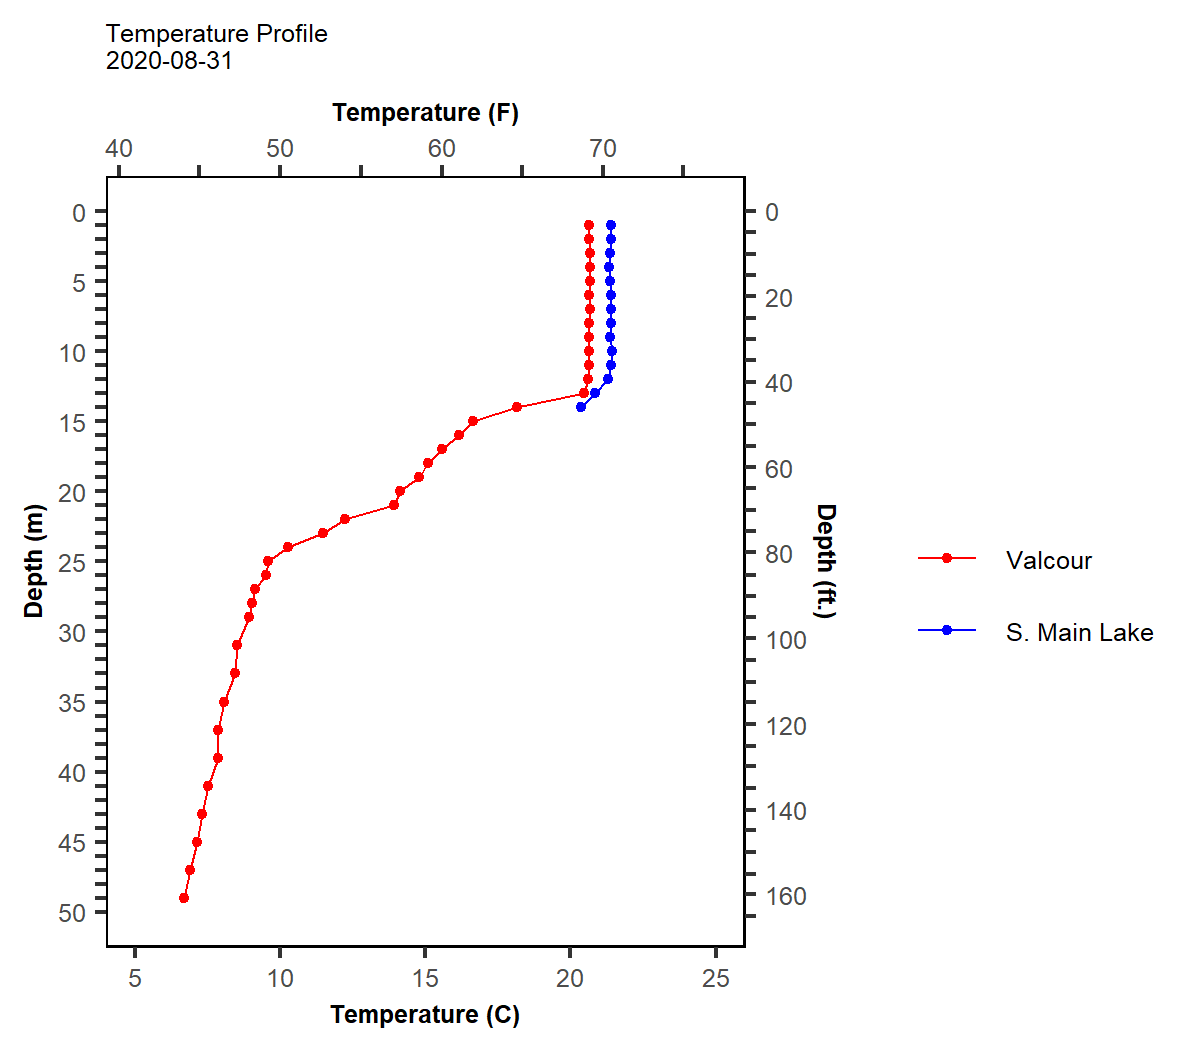 Temperature Profile
2020-08-31
Temperature (F)
40 50 60 70
0 0
5
20
10
40
15
60
20
Depth (m)
Depth (ft.)
80
25
Valcour
30
100
S. Main Lake
35
120
40
140
45
160
50
5 10 15 20 25
Temperature (C)